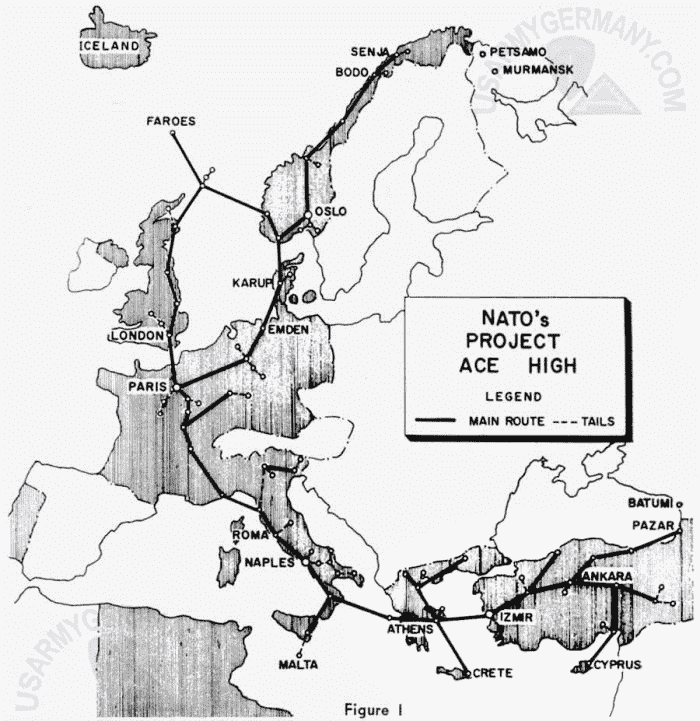 ICELAND
USARMYGERMANY.COM
SENJA
PETSAMO
BODO
MURMANSK
FAROES
OSLO
KARUP
LONDON
EMDEN
NATO's
PROJECT
ACE HIGH
LEGEND
MAIN ROUTE
TAILS
PARIS
BATUMI
PAZAR
ROMA
NAPLES
ANKARA
IZMIR
ATHENS
MALTA
CRETE
CYPRUS
USARMYGERMANY.COM
Figure 1